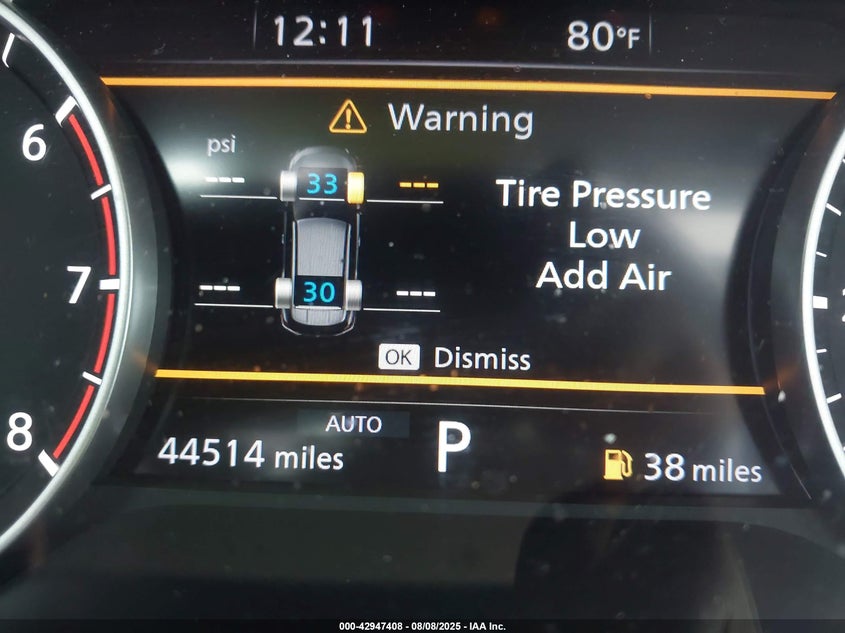 12:11 80°F
⚠ Warning
psi
--- 33 ---
--- 30 ---
Tire Pressure
Low
Add Air
OK Dismiss
AUTO
44514 miles P 38 miles
6
7
8
000-42947408 - 08/08/2025 - IAA Inc.